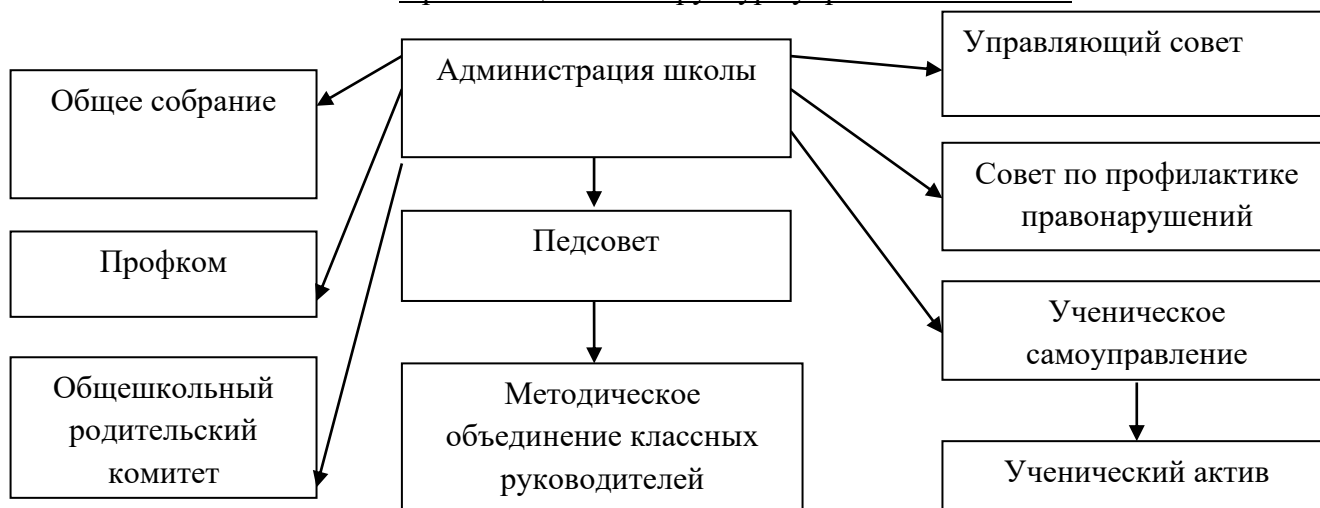 Управляющий совет
Администрация школы
Общее собрание
Совет по профилактике
правонарушений
Педсовет
Профком
Ученическое
самоуправление
Общешкольный
родительский
комитет
Методическое
объединение классных
руководителей
Ученический актив